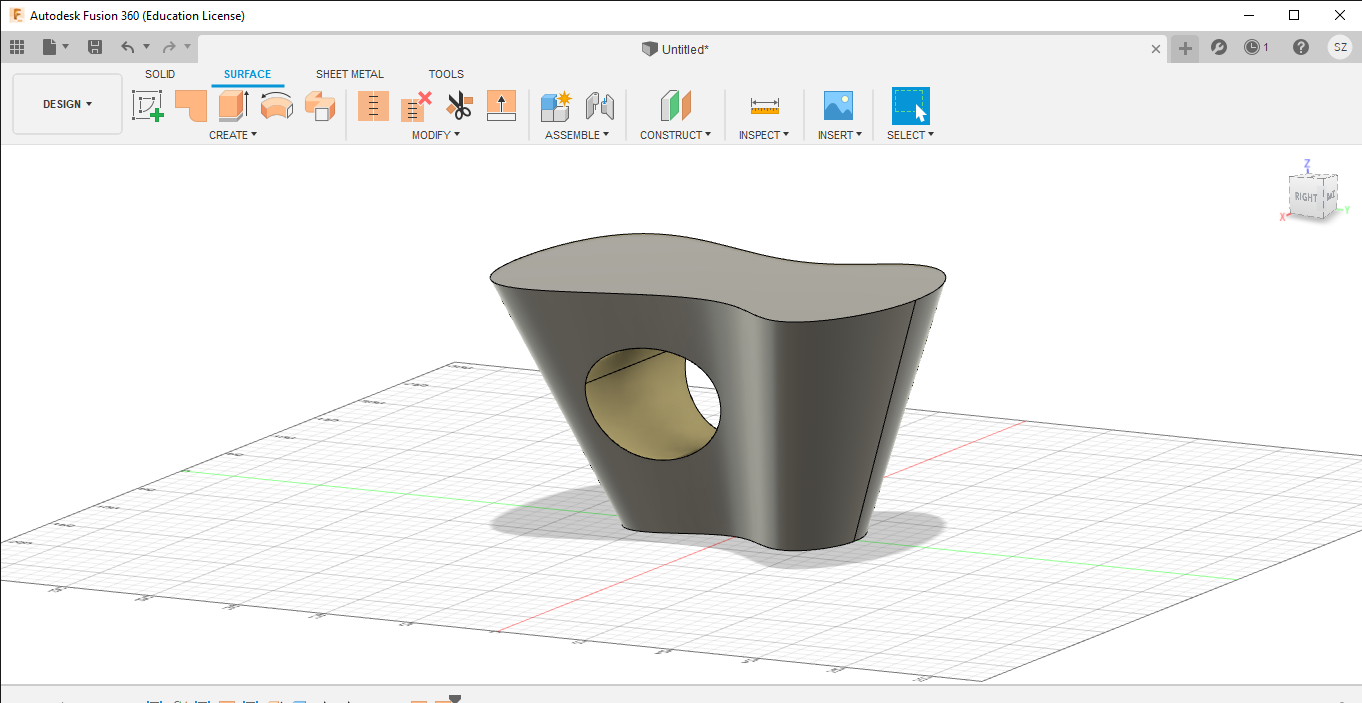 Autodesk Fusion 360 (Education License)
Untitled*
1
SZ
SOLID
SURFACE
SHEET METAL
TOOLS
DESIGN
CREATE
MODIFY
ASSEMBLE
CONSTRUCT
INSPECT
INSERT
SELECT
Z
RIGHT
X
Y